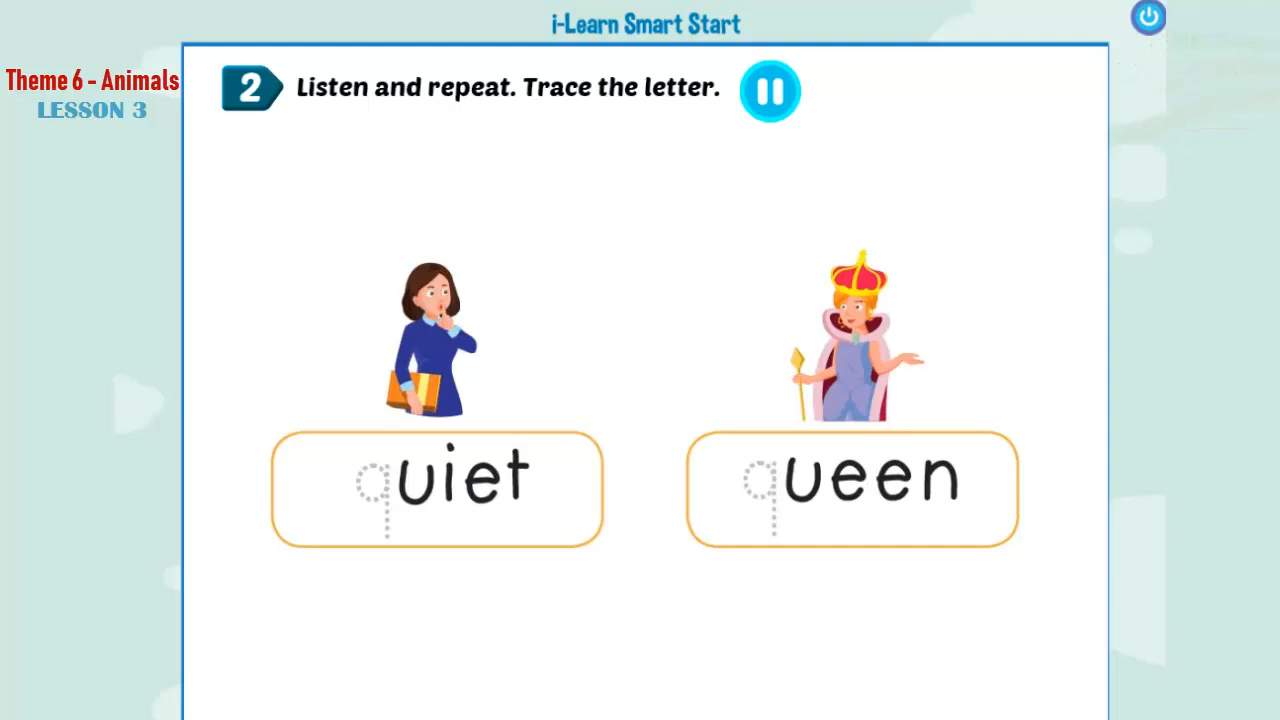 i-Learn Smart Start
Theme 6 - Animals
LESSON 3
2 Listen and repeat. Trace the letter.
quiet
queen